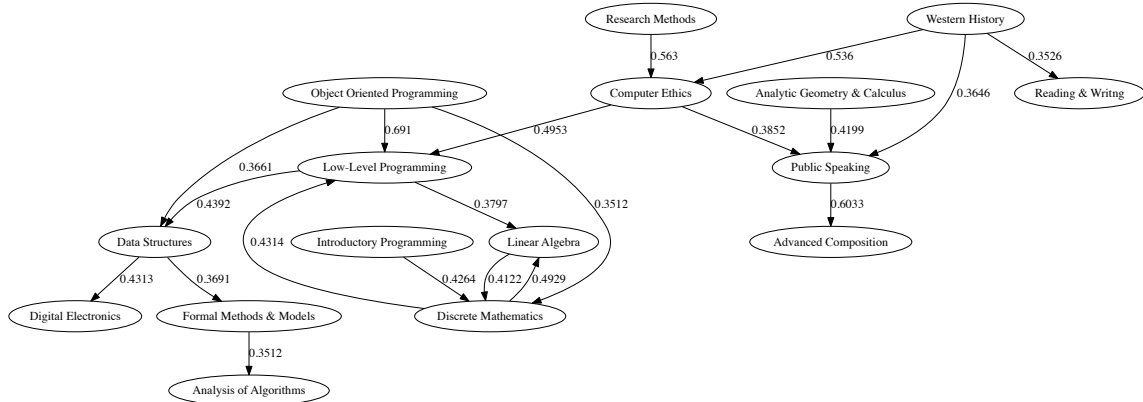 Research Methods
Western History
0.563
0.536
0.3526
Object Oriented Programming
Computer Ethics
Analytic Geometry & Calculus
0.3646
Reading & Writng
0.691
0.4953
0.3852
0.4199
0.3661
Low-Level Programming
Public Speaking
0.4392
0.3797
0.3512
0.6033
Data Structures
0.4314
Introductory Programming
Linear Algebra
Advanced Composition
0.4313
0.3691
0.4264
0.4122
0.4929
Digital Electronics
Formal Methods & Models
Discrete Mathematics
0.3512
Analysis of Algorithms